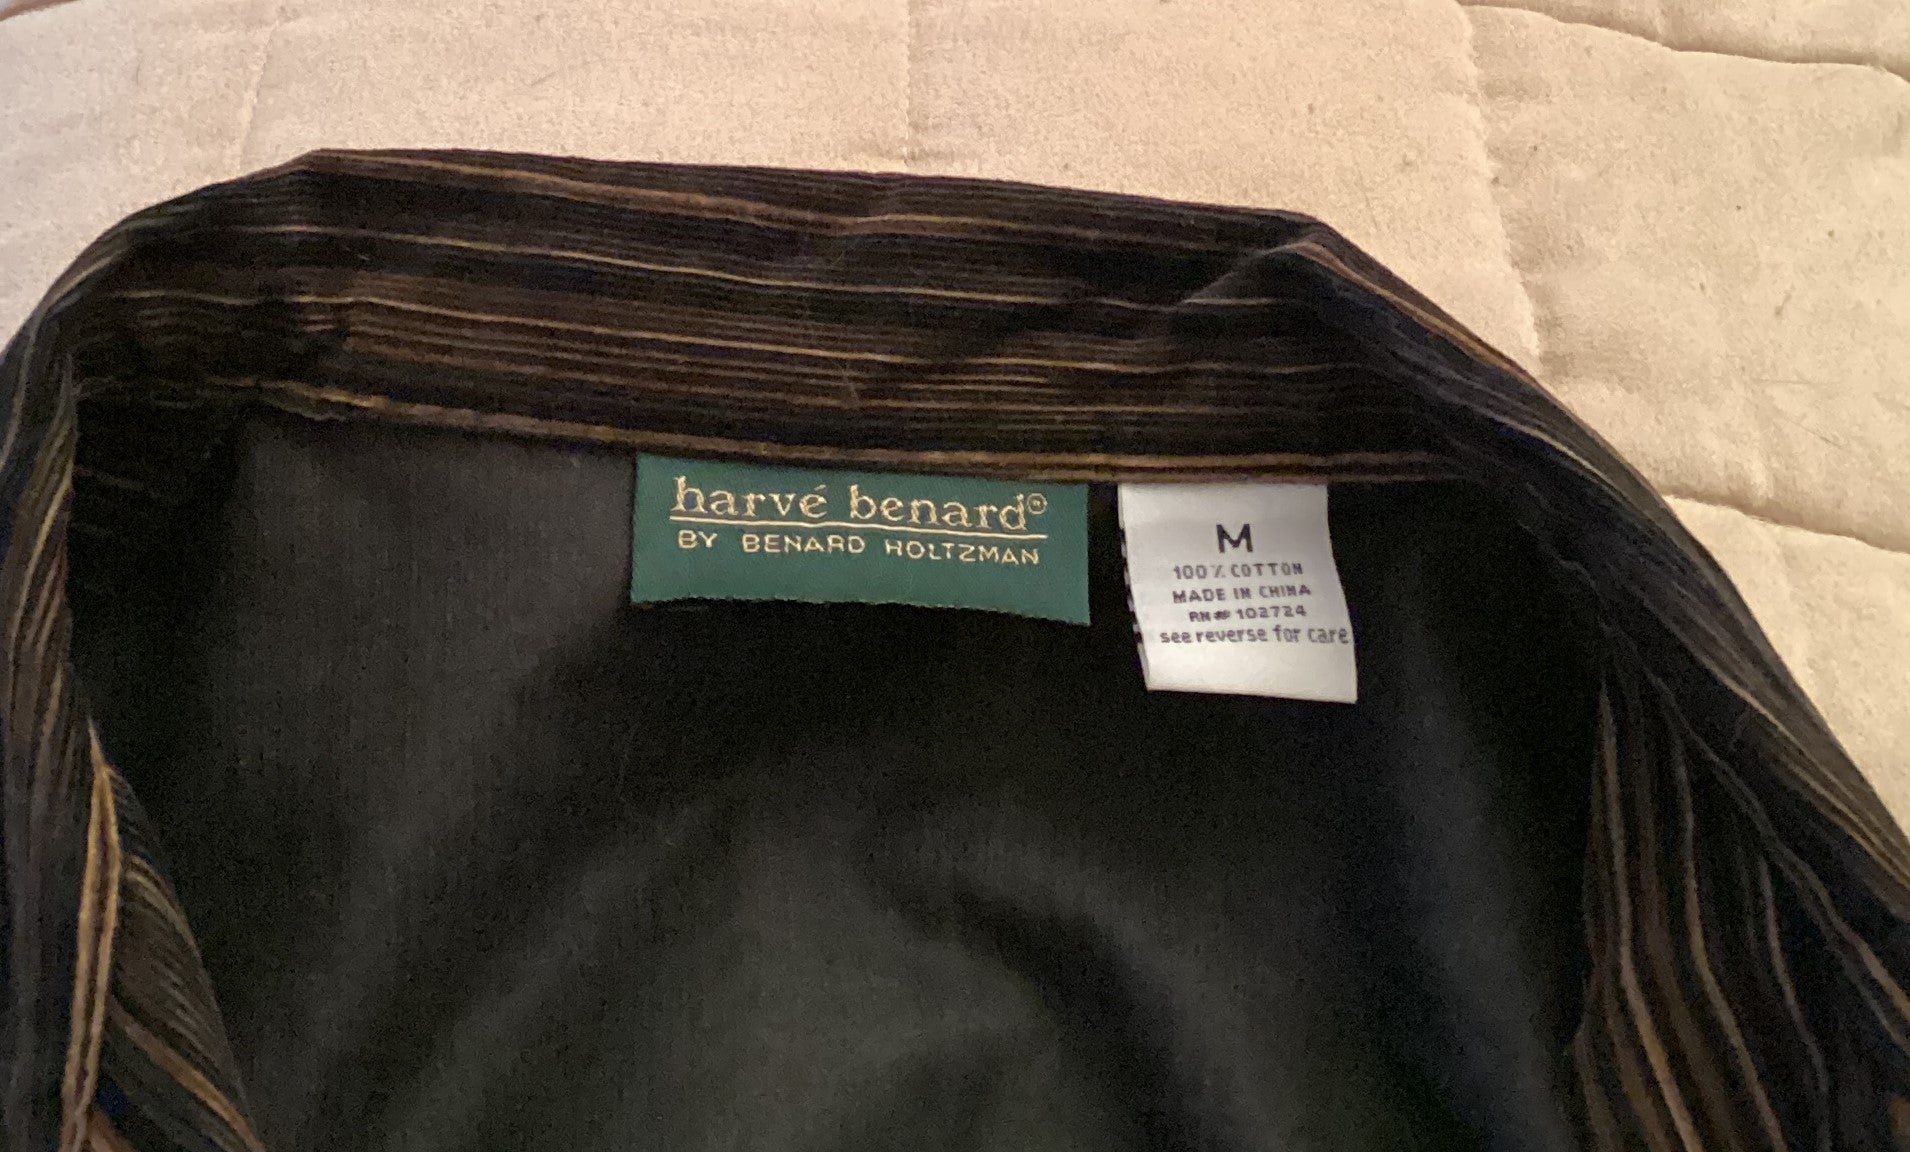 harvé benard®
BY BENARD HOLTZMAN
M
100% COTTON
MADE IN CHINA
RN# 102724
see reverse for care